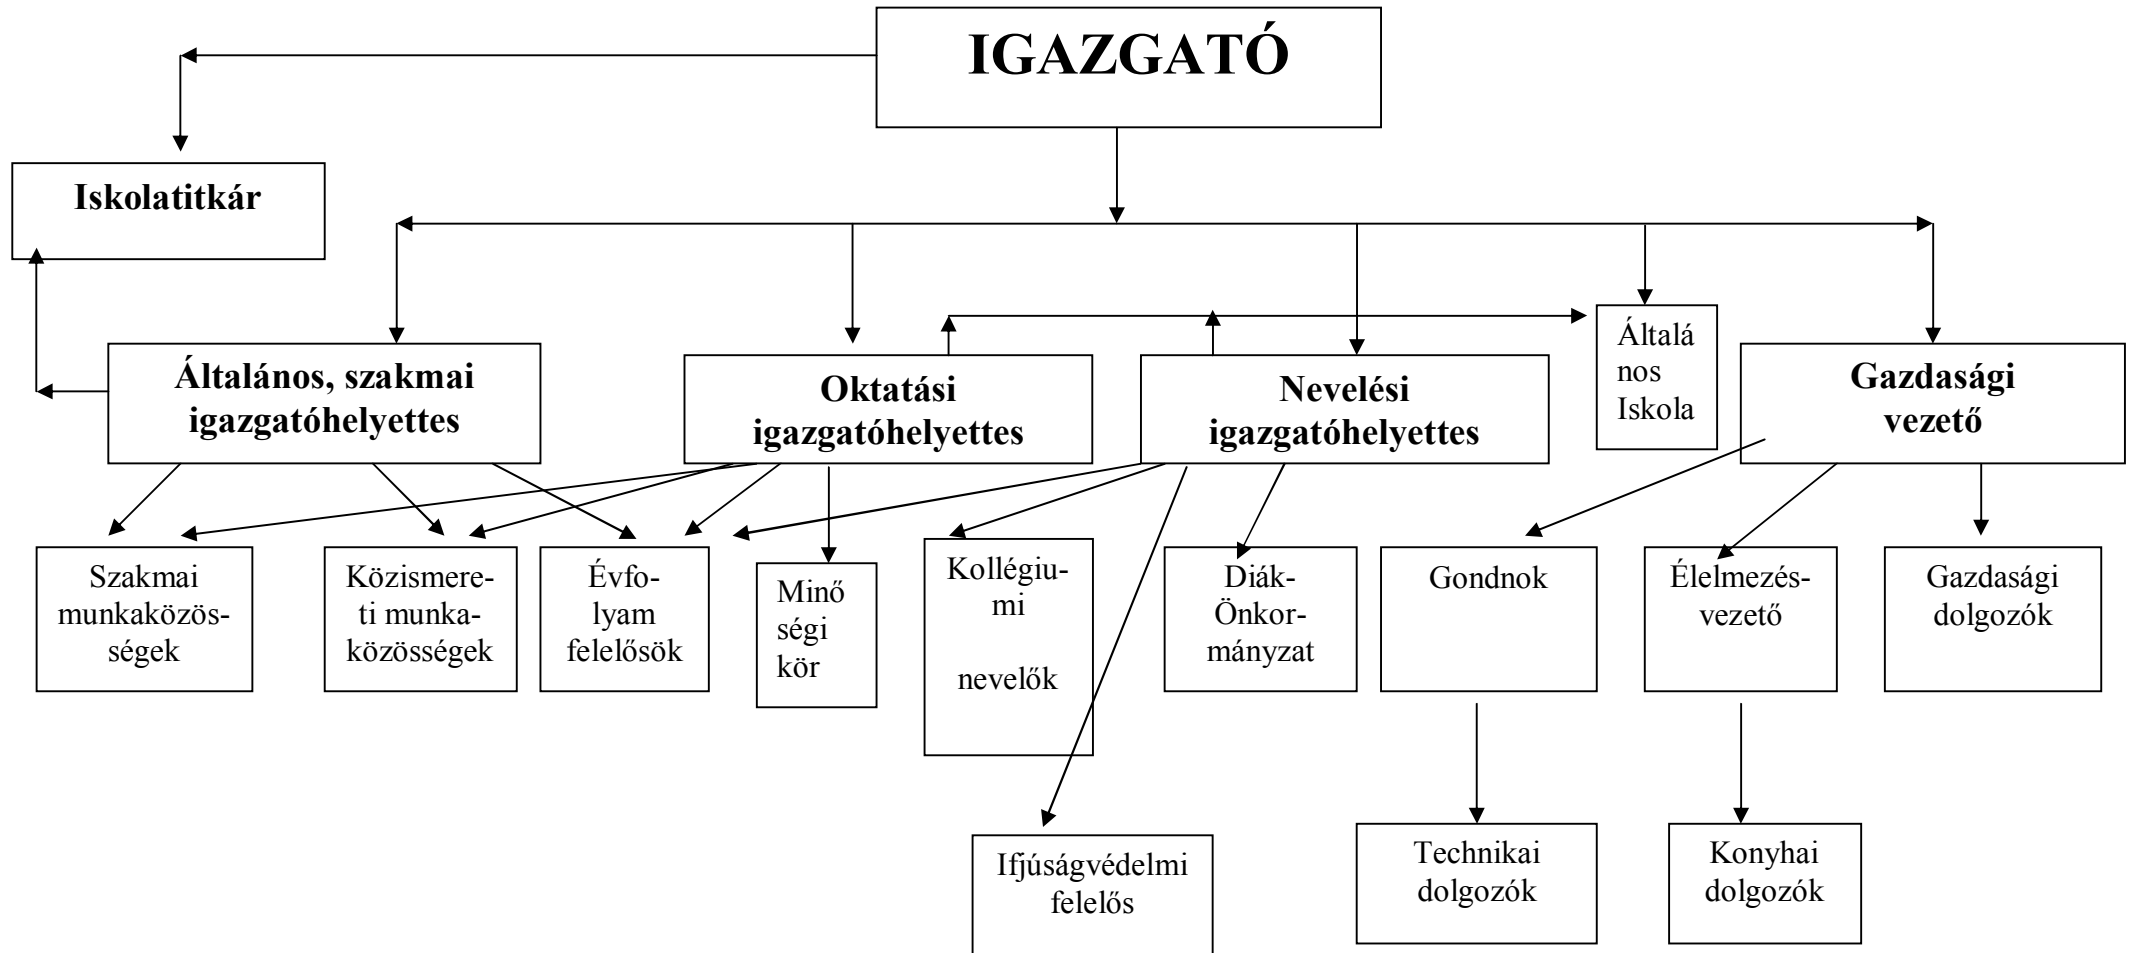 IGAZGATÓ
Iskolatitkár
Általános, szakmai
igazgatóhelyettes
Oktatási
igazgatóhelyettes
Nevelési
igazgatóhelyettes
Általá
nos
Iskola
Gazdasági
vezető
Szakmai
munkaközös-
ségek
Közismere-
ti munka-
közösségek
Évfo-
lyam
felelősök
Minő
ségi
kör
Kollégiu-
mi
nevelők
Diák-
Önkor-
mányzat
Gondnok
Élelmezés-
vezető
Gazdasági
dolgozók
Ifjúságvédelmi
felelős
Technikai
dolgozók
Konyhai
dolgozók